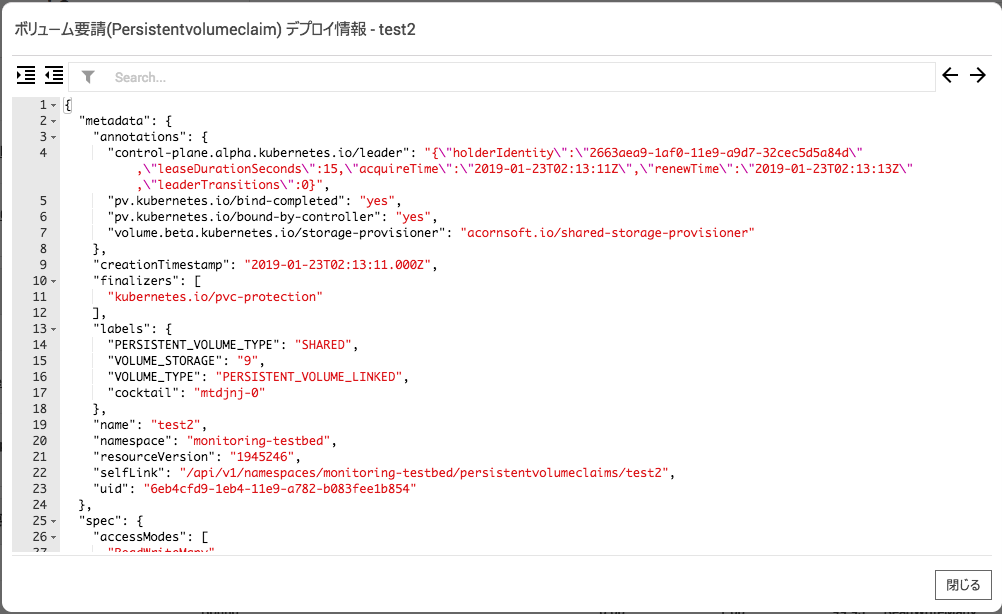 ボリューム要請(Persistentvolumeclaim) デプロイ情報 - test2
Search...
1 {
2 "metadata": {
3 "annotations": {
4 "control-plane.alpha.kubernetes.io/leader": "{\"holderIdentity\":\"2663aea9-1af0-11e9-a9d7-32cec5d5a84d\"
,\"leaseDurationSeconds\":15,\"acquireTime\":\"2019-01-23T02:13:11Z\",\"renewTime\":\"2019-01-23T02:13:13Z\"
,\"leaderTransitions\":0}",
5 "pv.kubernetes.io/bind-completed": "yes",
6 "pv.kubernetes.io/bound-by-controller": "yes",
7 "volume.beta.kubernetes.io/storage-provisioner": "acornsoft.io/shared-storage-provisioner"
8 },
9 "creationTimestamp": "2019-01-23T02:13:11.000Z",
10 "finalizers": [
11 "kubernetes.io/pvc-protection"
12 ],
13 "labels": {
14 "PERSISTENT_VOLUME_TYPE": "SHARED",
15 "VOLUME_STORAGE": "9",
16 "VOLUME_TYPE": "PERSISTENT_VOLUME_LINKED",
17 "cocktail": "mtdjnj-0"
18 },
19 "name": "test2",
20 "namespace": "monitoring-testbed",
21 "resourceVersion": "1945246",
22 "selfLink": "/api/v1/namespaces/monitoring-testbed/persistentvolumeclaims/test2",
23 "uid": "6eb4cfd9-1eb4-11e9-a782-b083fee1b854"
24 },
25 "spec": {
26 "accessModes": [
27 "ReadWriteMany"
閉じる